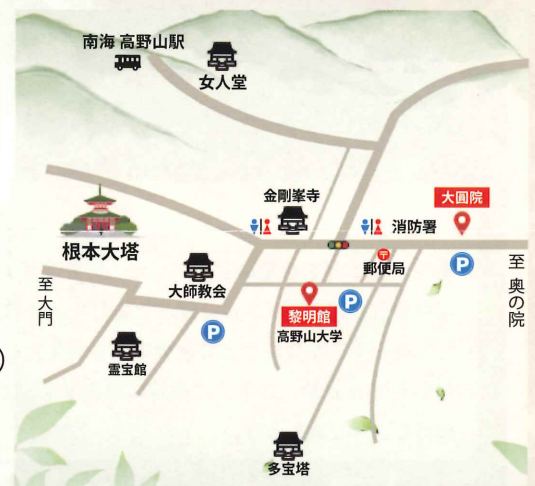 南海 高野山駅
女人堂
金剛峯寺
消防署
大圓院
根本大塔
郵便局
〒
大師教会
P
至 大門
至 奥の院
P
黎明館
高野山大学
P
霊宝館
多宝塔